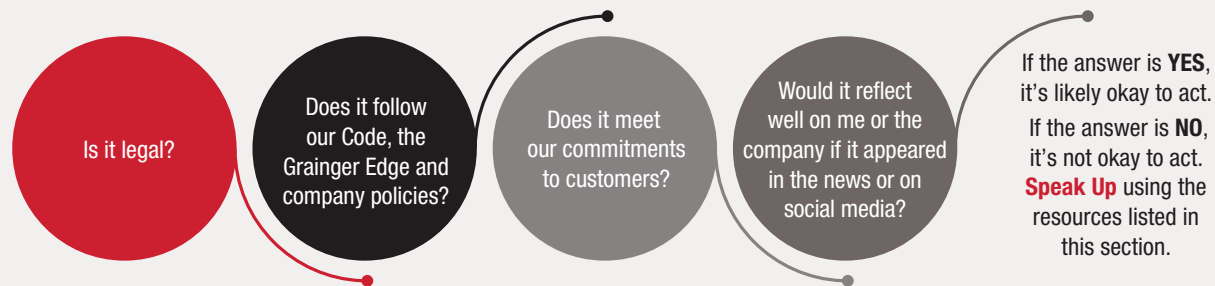 Is it legal?
Does it follow
our Code, the
Grainger Edge and
company policies?
Does it meet
our commitments
to customers?
Would it reflect
well on me or the
company if it appeared
in the news or on
social media?
If the answer is YES,
it’s likely okay to act.
If the answer is NO,
it’s not okay to act.
Speak Up using the
resources listed in
this section.